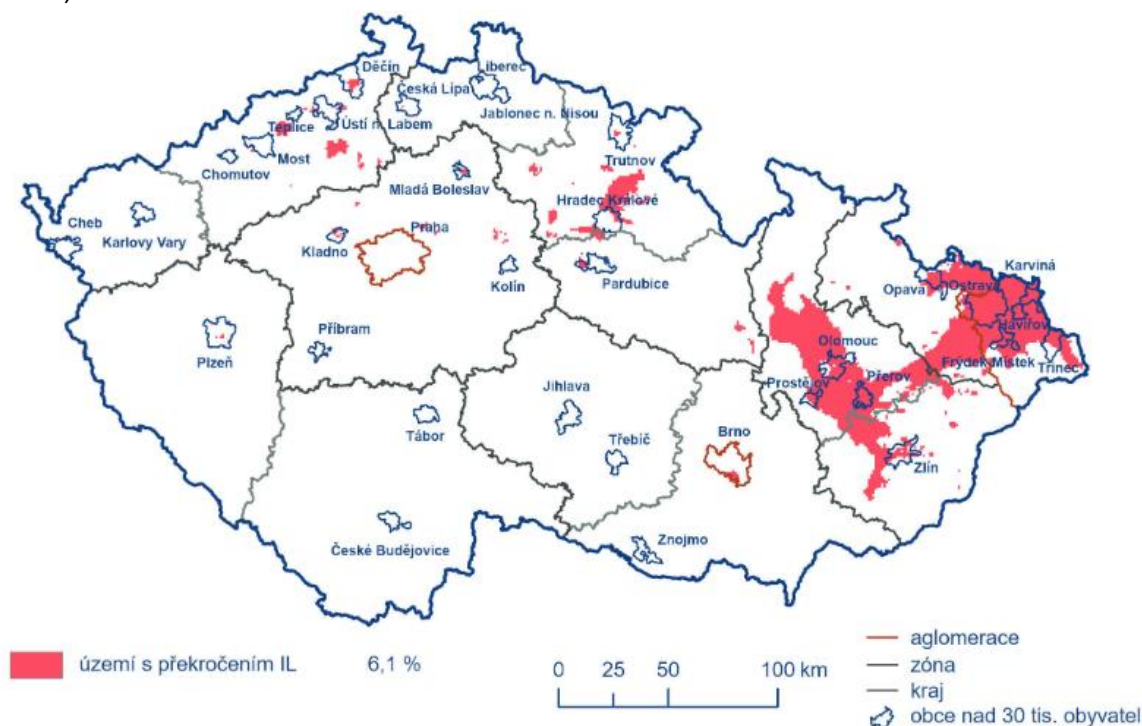 Děčín
Liberec
Česká Lípa
Jablonec n. Nisou
Teplice
Ústí n. Labem
Most
Chomutov
Trutnov
Mladá Boleslav
Hradec Králové
Cheb
Karlovy Vary
Kladno
Praha
Kolín
Pardubice
Opava
Ostrava
Karviná
Havířov
Plzeň
Příbram
Olomouc
Frýdek Místek
Třinec
Prostějov
Přerov
Jihlava
Tábor
Třebíč
Brno
Zlín
České Budějovice
Znojmo
území s překročením IL 6,1 %
0 25 50 100 km
aglomerace
zóna
kraj
obce nad 30 tis. obyvatel